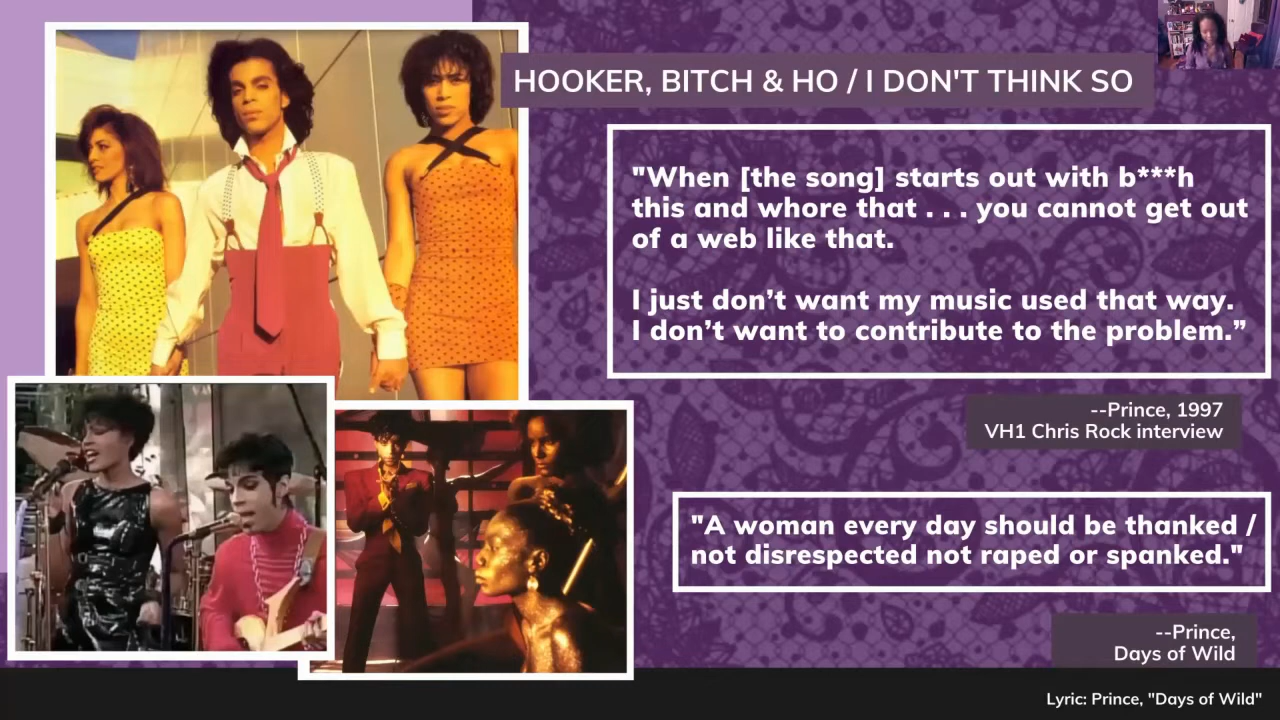 HOOKER, BITCH & HO / I DON'T THINK SO
"When [the song] starts out with b***h
this and whore that . . . you cannot get out
of a web like that.
I just don’t want my music used that way.
I don’t want to contribute to the problem.”
--Prince, 1997
VH1 Chris Rock interview
"A woman every day should be thanked /
not disrespected not raped or spanked."
--Prince,
Days of Wild
Lyric: Prince, "Days of Wild"